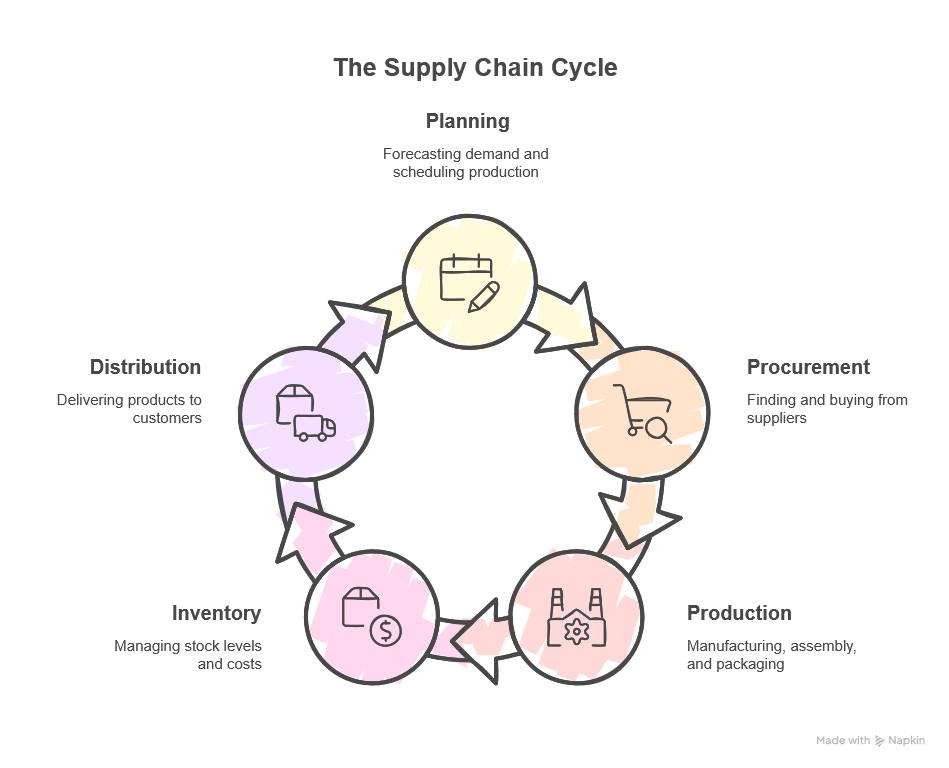 The Supply Chain Cycle
Planning
Forecasting demand and
scheduling production
Procurement
Finding and buying from
suppliers
Production
Manufacturing, assembly,
and packaging
Inventory
Managing stock levels
and costs
Distribution
Delivering products to
customers
$
Made with Napkin